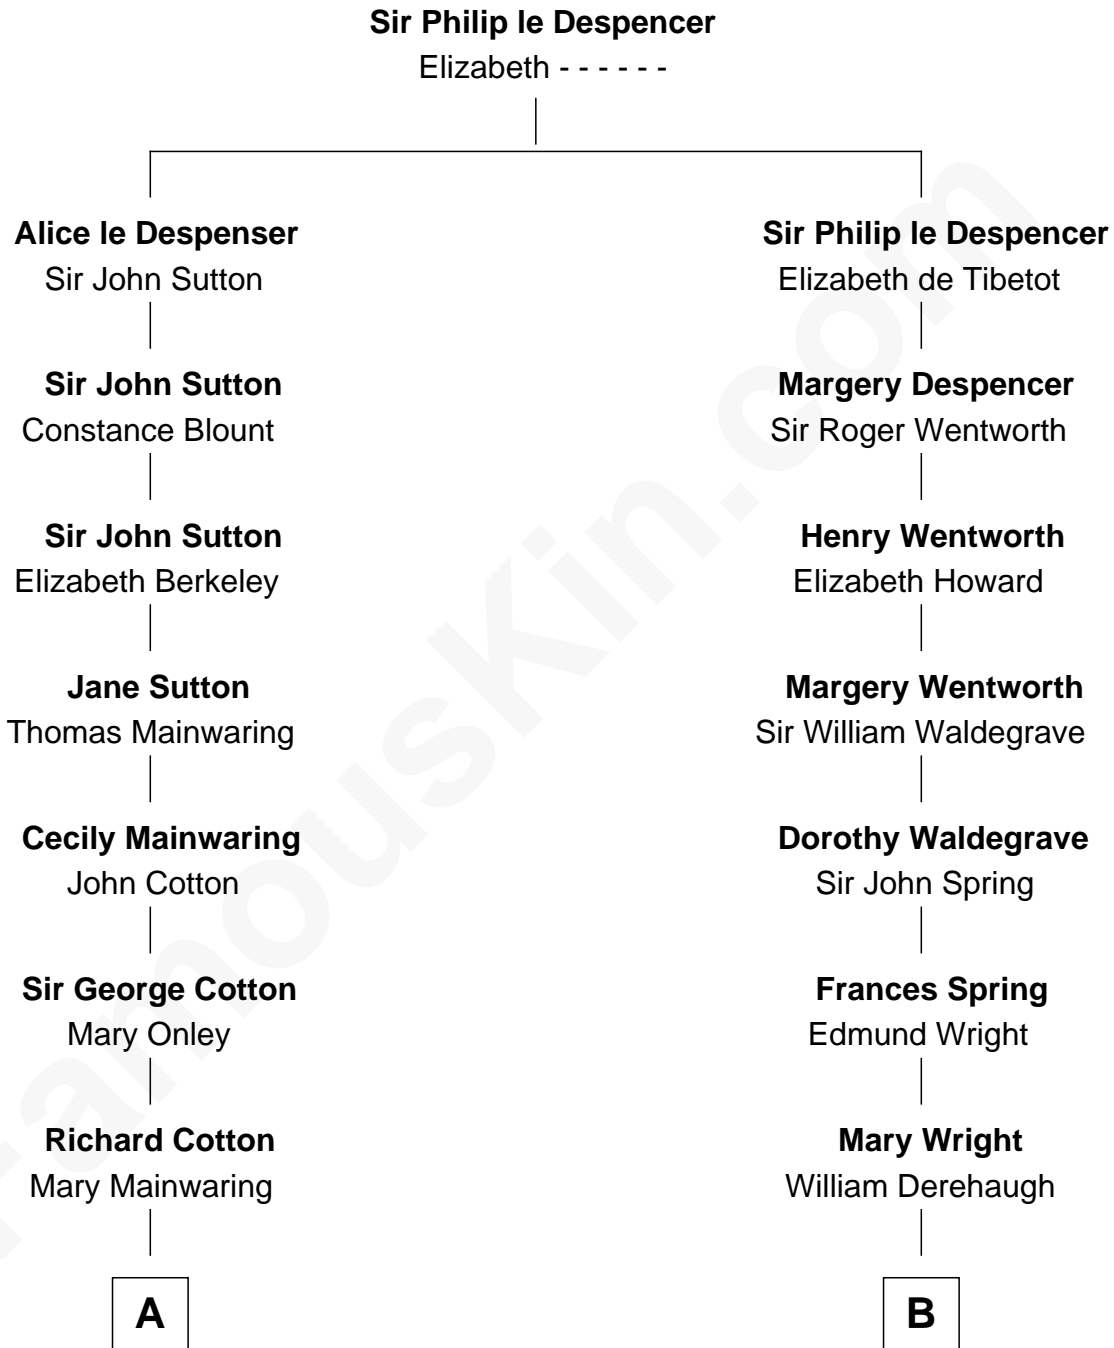 Sir Philip le Despencer
Elizabeth - - - - - -
Alice le Despenser
Sir John Sutton
Sir John Sutton
Constance Blount
Sir John Sutton
Elizabeth Berkeley
Jane Sutton
Thomas Mainwaring
Cecily Mainwaring
John Cotton
Sir George Cotton
Mary Onley
Richard Cotton
Mary Mainwaring
A
Sir Philip le Despencer
Elizabeth de Tibetot
Margery Despencer
Sir Roger Wentworth
Henry Wentworth
Elizabeth Howard
Margery Wentworth
Sir William Waldegrave
Dorothy Waldegrave
Sir John Spring
Frances Spring
Edmund Wright
Mary Wright
William Derehaugh
B
FamousKin.com